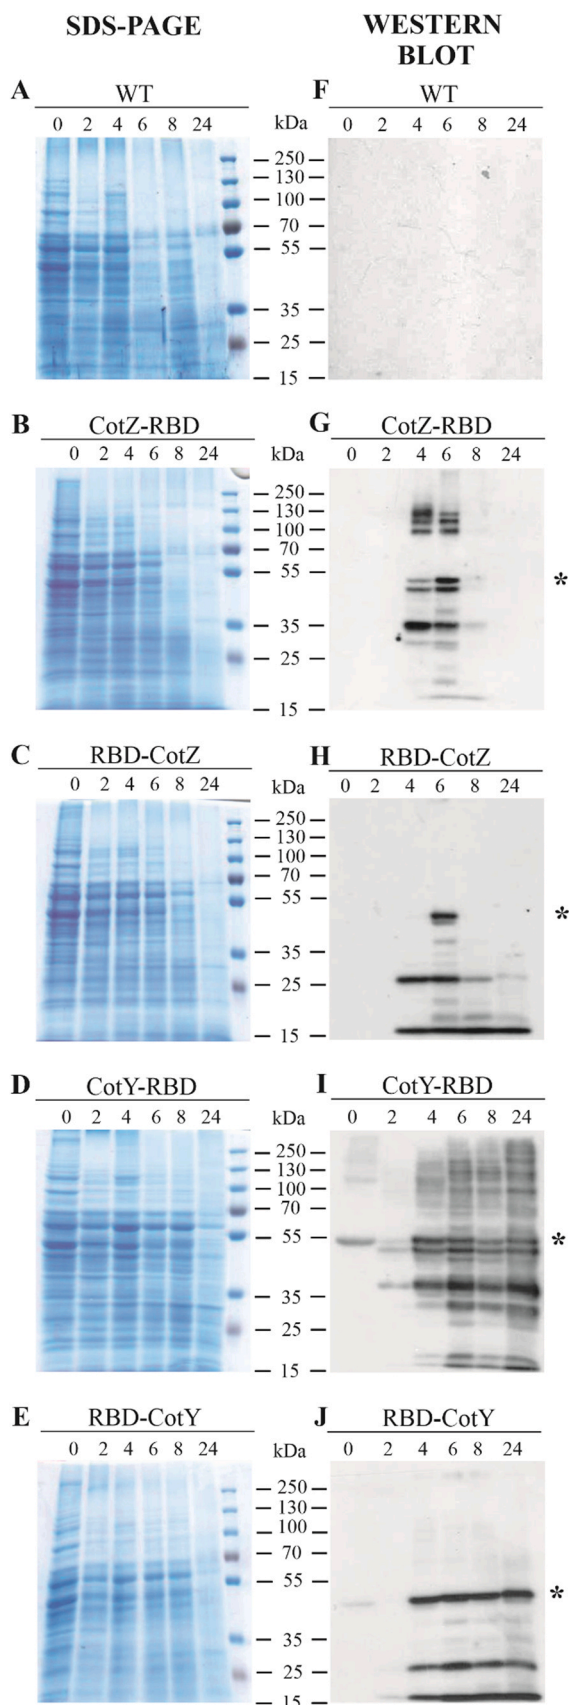 SDS-PAGE
WESTERN
BLOT
A WT
0 2 4 6 8 24
F WT
0 2 4 6 8 24
kDa
250
130
100
70
55
35
25
15
B CotZ-RBD
0 2 4 6 8 24
G CotZ-RBD
0 2 4 6 8 24
kDa
250
130
100
70
55 *
35
25
15
C RBD-CotZ
0 2 4 6 8 24
H RBD-CotZ
0 2 4 6 8 24
kDa
250
130
100
70
55 *
35
25
15
D CotY-RBD
0 2 4 6 8 24
I CotY-RBD
0 2 4 6 8 24
kDa
250
130
100
70
55 *
35
25
15
E RBD-CotY
0 2 4 6 8 24
J RBD-CotY
0 2 4 6 8 24
kDa
250
130
100
70
55 *
35
25
15